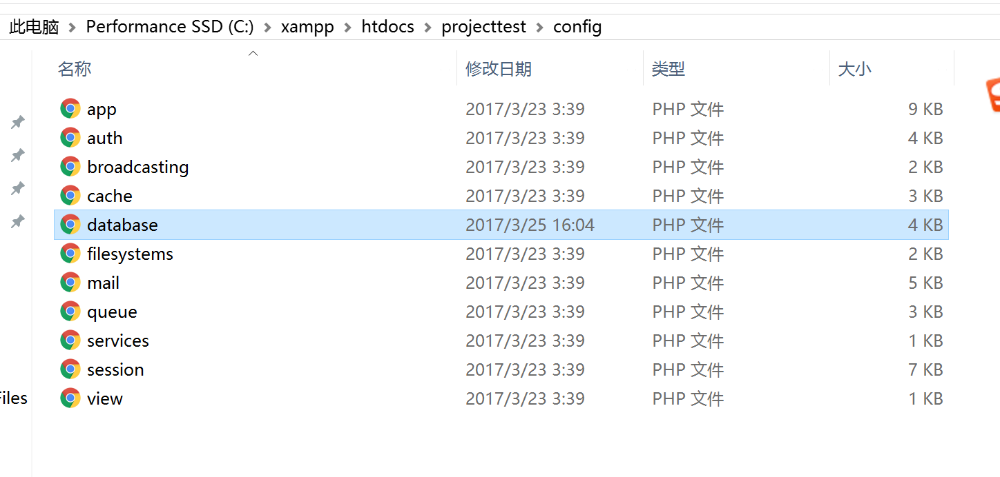 此电脑 > Performance SSD (C:) > xampp > htdocs > projecttest > config
名称 修改日期 类型 大小
app 2017/3/23 3:39 PHP 文件 9 KB
auth 2017/3/23 3:39 PHP 文件 4 KB
broadcasting 2017/3/23 3:39 PHP 文件 2 KB
cache 2017/3/23 3:39 PHP 文件 3 KB
database 2017/3/25 16:04 PHP 文件 4 KB
filesystems 2017/3/23 3:39 PHP 文件 2 KB
mail 2017/3/23 3:39 PHP 文件 5 KB
queue 2017/3/23 3:39 PHP 文件 3 KB
services 2017/3/23 3:39 PHP 文件 1 KB
session 2017/3/23 3:39 PHP 文件 7 KB
iles view 2017/3/23 3:39 PHP 文件 1 KB